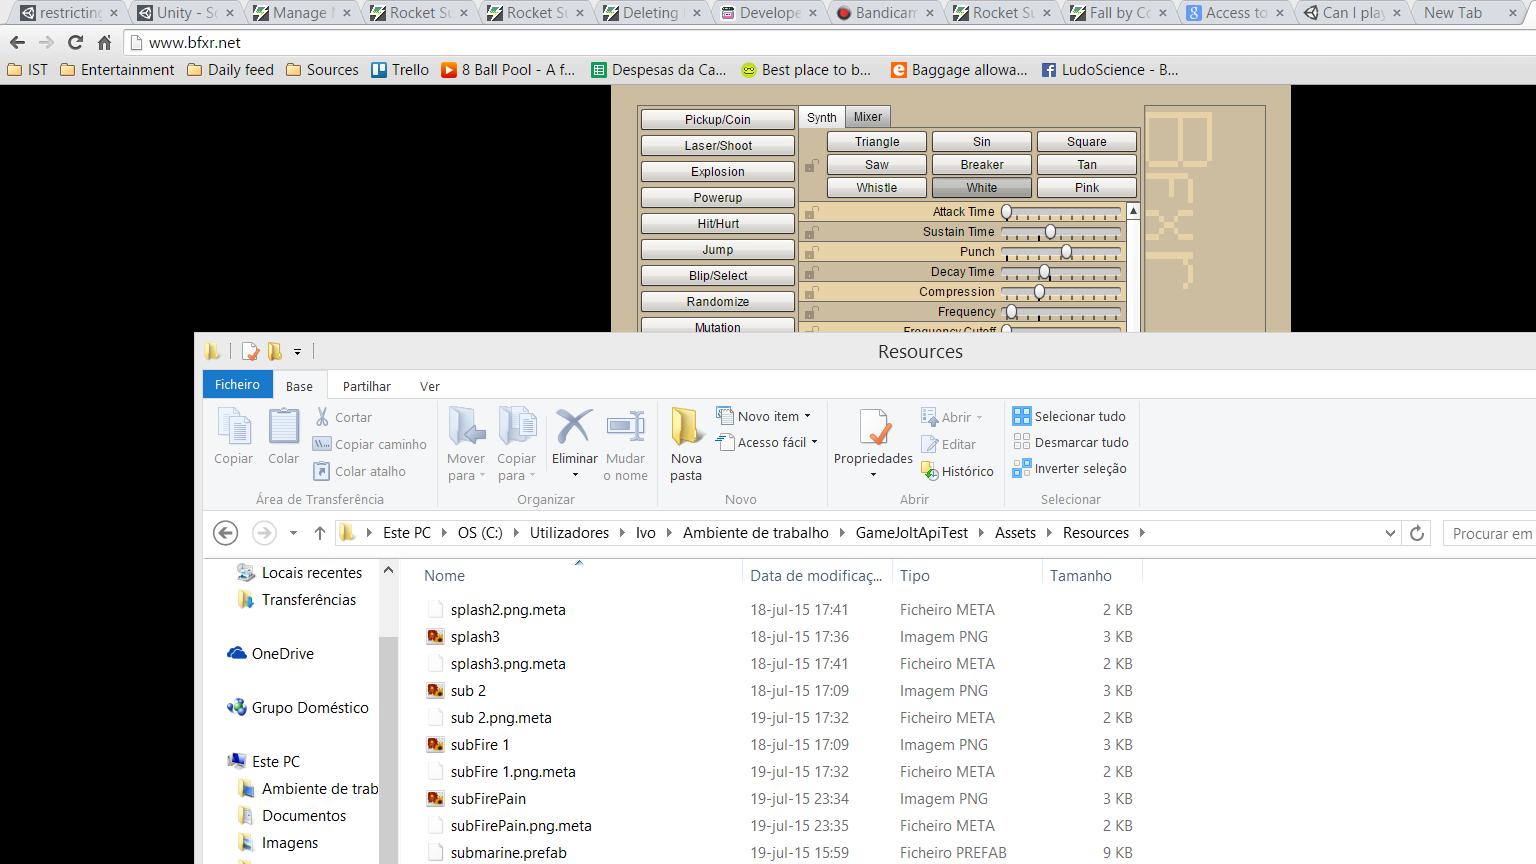 restricting Unity - Sc Manage Rocket Su Rocket Su Deleting Develope Bandicam Rocket Su Fall by Co Access to Can I play New Tab
www.bfxr.net
IST Entertainment Daily feed Sources Trello 8 Ball Pool - A f... Despesas da Ca... Best place to b... Baggage allowa... LudoScience - B...
Pickup/Coin
Laser/Shoot
Explosion
Powerup
Hit/Hurt
Jump
Blip/Select
Randomize
Mutation
Synth Mixer
Triangle Sin Square
Saw Breaker Tan
Whistle White Pink
Attack Time
Sustain Time
Punch
Decay Time
Compression
Frequency
Frequency Cutoff
Bfxr
Resources
Ficheiro Base Partilhar Ver
Copiar
Colar
Cortar
Copiar caminho
Colar atalho
Área de Transferência
Mover para
Copiar para
Eliminar
Mudar o nome
Organizar
Nova pasta
Novo item
Acesso fácil
Novo
Propriedades
Abrir
Editar
Histórico
Abrir
Selecionar tudo
Desmarcar tudo
Inverter seleção
Selecionar
Este PC OS (C:) Utilizadores Ivo Ambiente de trabalho GameJoltApiTest Assets Resources
Procurar em
Locais recentes
Transferências
OneDrive
Grupo Doméstico
Este PC
Ambiente de trab
Documentos
Imagens
Nome Data de modificaç... Tipo Tamanho
splash2.png.meta 18-jul-15 17:41 Ficheiro META 2 KB
splash3 18-jul-15 17:36 Imagem PNG 3 KB
splash3.png.meta 18-jul-15 17:41 Ficheiro META 2 KB
sub 2 18-jul-15 17:09 Imagem PNG 3 KB
sub 2.png.meta 19-jul-15 17:32 Ficheiro META 2 KB
subFire 1 18-jul-15 17:09 Imagem PNG 3 KB
subFire 1.png.meta 19-jul-15 17:32 Ficheiro META 2 KB
subFirePain 19-jul-15 23:34 Imagem PNG 3 KB
subFirePain.png.meta 19-jul-15 23:35 Ficheiro META 2 KB
submarine.prefab 19-jul-15 15:59 Ficheiro PREFAB 9 KB